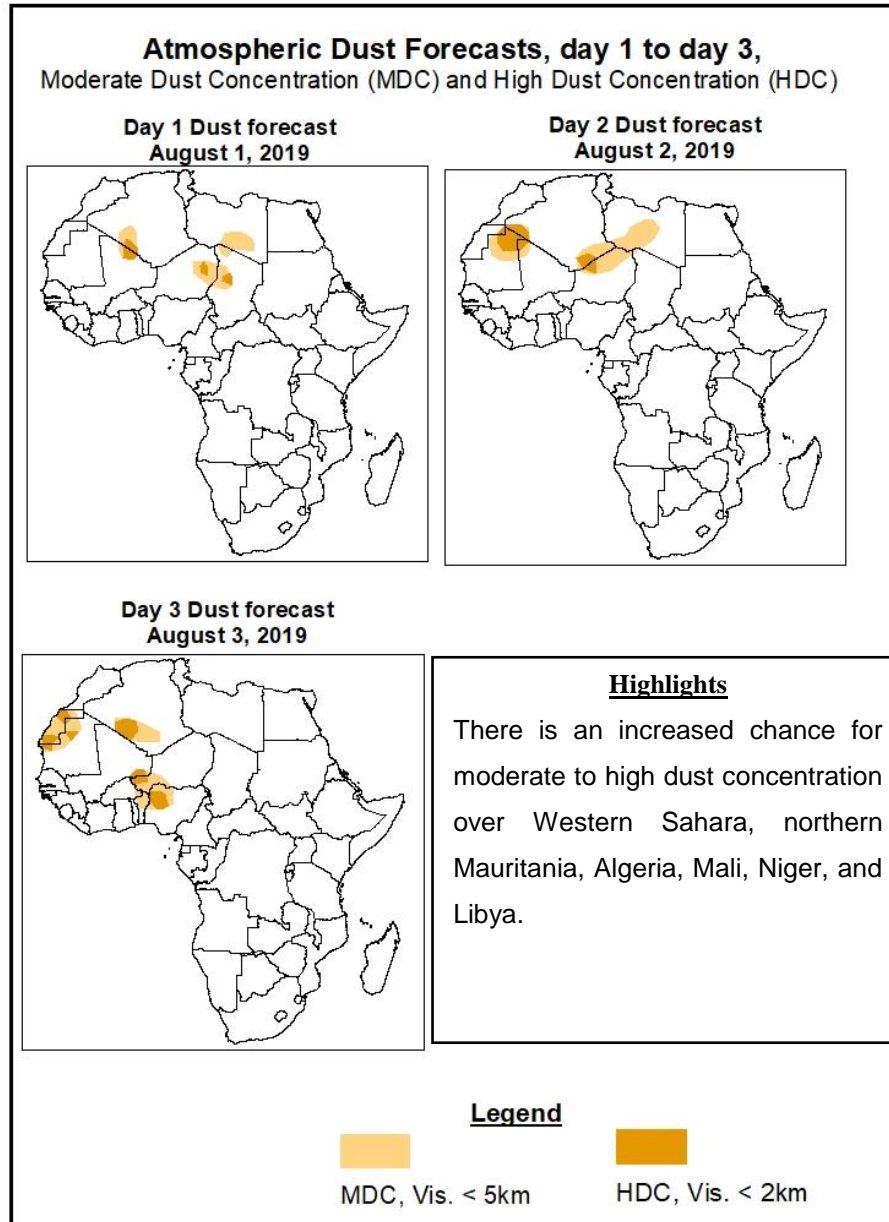 Atmospheric Dust Forecasts, day 1 to day 3,
Moderate Dust Concentration (MDC) and High Dust Concentration (HDC)
Day 1 Dust forecast
August 1, 2019
Day 2 Dust forecast
August 2, 2019
Day 3 Dust forecast
August 3, 2019
Highlights
There is an increased chance for
moderate to high dust concentration
over Western Sahara, northern
Mauritania, Algeria, Mali, Niger, and
Libya.
Legend
MDC, Vis. < 5km
HDC, Vis. < 2km